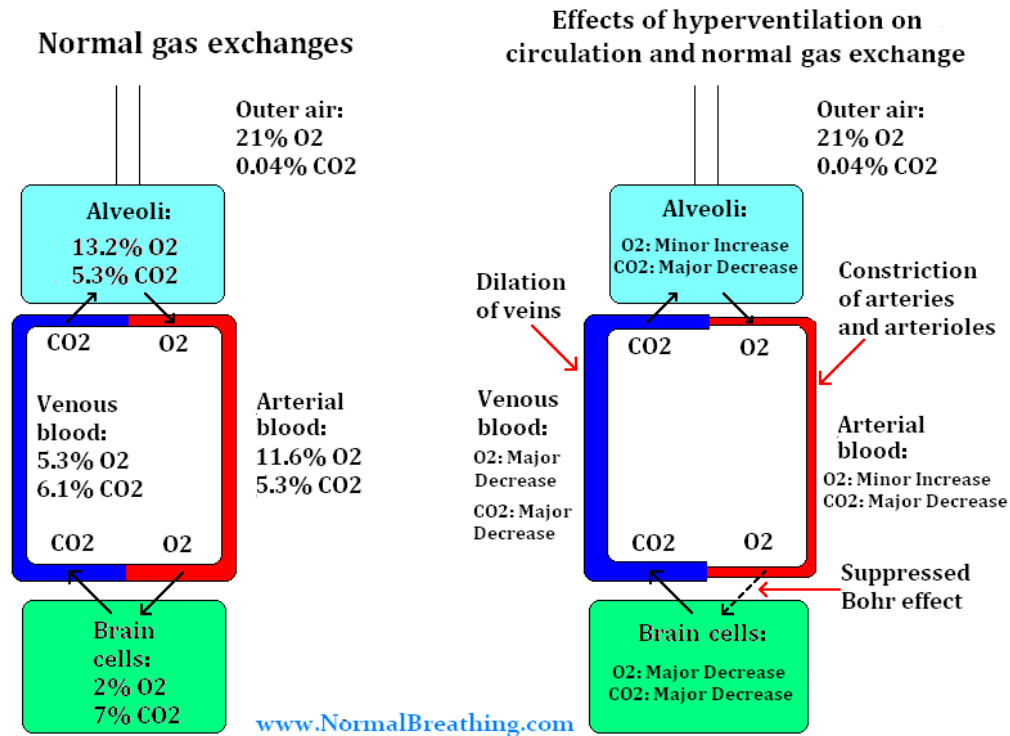 Normal gas exchanges
Outer air:
21% O2
0.04% CO2
Alveoli:
13.2% O2
5.3% CO2
CO2
O2
Venous
blood:
5.3% O2
6.1% CO2
Arterial
blood:
11.6% O2
5.3% CO2
CO2
O2
Brain
cells:
2% O2
7% CO2
www.NormalBreathing.com
Effects of hyperventilation on
circulation and normal gas exchange
Outer air:
21% O2
0.04% CO2
Alveoli:
O2: Minor Increase
CO2: Major Decrease
Dilation
of veins
Constriction
of arteries
and arterioles
CO2
O2
Venous
blood:
O2: Major
Decrease
CO2: Major
Decrease
Arterial
blood:
O2: Minor Increase
CO2: Major Decrease
CO2
O2
Suppressed
Bohr effect
Brain cells:
O2: Major Decrease
CO2: Major Decrease